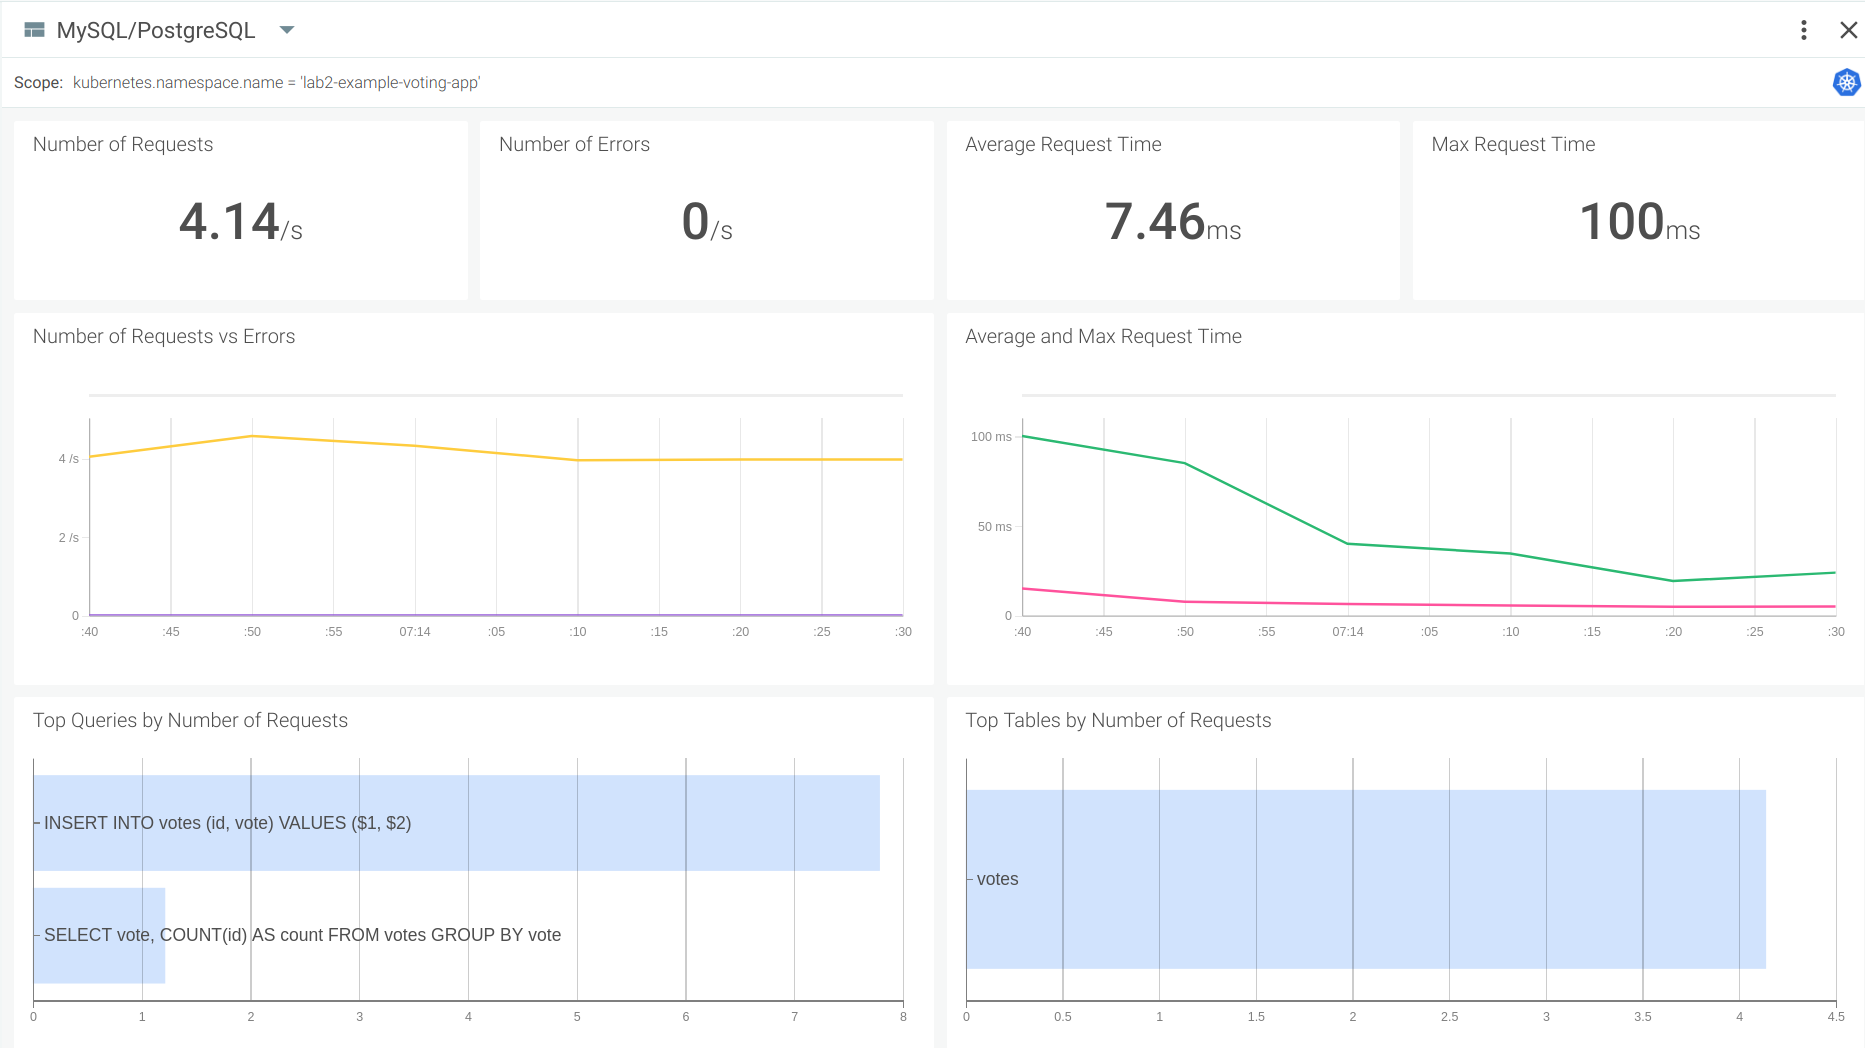 MySQL/PostgreSQL
Scope: kubernetes.namespace.name = 'lab2-example-voting-app'
Number of Requests
4.14/s
Number of Errors
0/s
Average Request Time
7.46ms
Max Request Time
100ms
Number of Requests vs Errors
4 /s
2 /s
0
:40 :45 :50 :55 07:14 :05 :10 :15 :20 :25 :30
Average and Max Request Time
100 ms
50 ms
0
:40 :45 :50 :55 07:14 :05 :10 :15 :20 :25 :30
Top Queries by Number of Requests
INSERT INTO votes (id, vote) VALUES ($1, $2)
SELECT vote, COUNT(id) AS count FROM votes GROUP BY vote
0 1 2 3 4 5 6 7 8
Top Tables by Number of Requests
votes
0 0.5 1 1.5 2 2.5 3 3.5 4 4.5